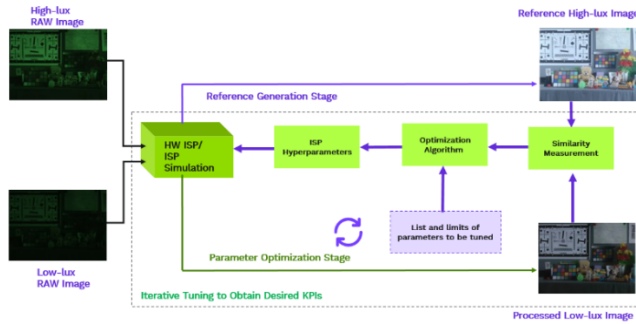 High-lux
RAW Image
Reference High-lux Image
Reference Generation Stage
HW ISP/
ISP
Simulation
ISP
Hyperparameters
Optimization
Algorithm
Similarity
Measurement
List and limits of
parameters to be tuned
Parameter Optimization Stage
Low-lux
RAW Image
Iterative Tuning to Obtain Desired KPIs
Processed Low-lux Image